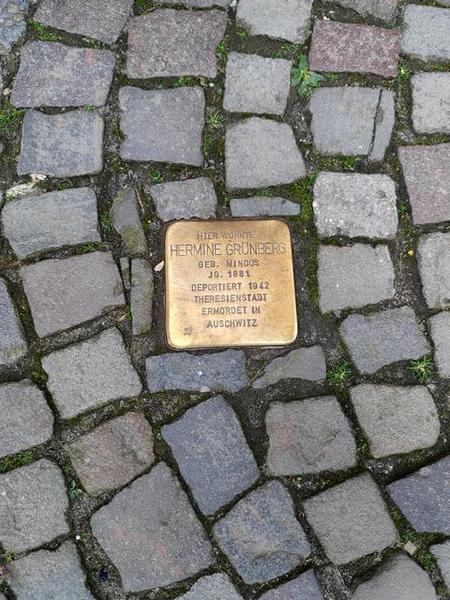 HIER WOHNTE
HERMINE GRÜNBERG
GEB. MINDUS
JG. 1881
DEPORTIERT 1942
THERESIENSTADT
ERMORDET IN
AUSCHWITZ